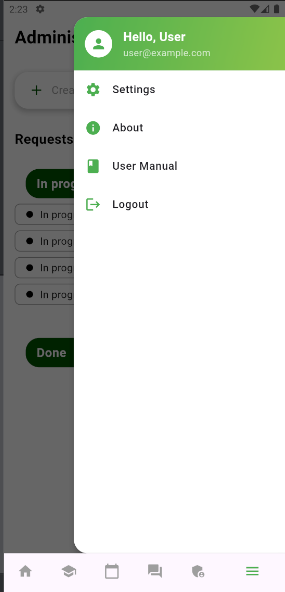 2:23
Adminis
Hello, User
user@example.com
Crea
Settings
About
Requests
User Manual
In prog
Logout
In prog
In prog
In prog
In prog
Done